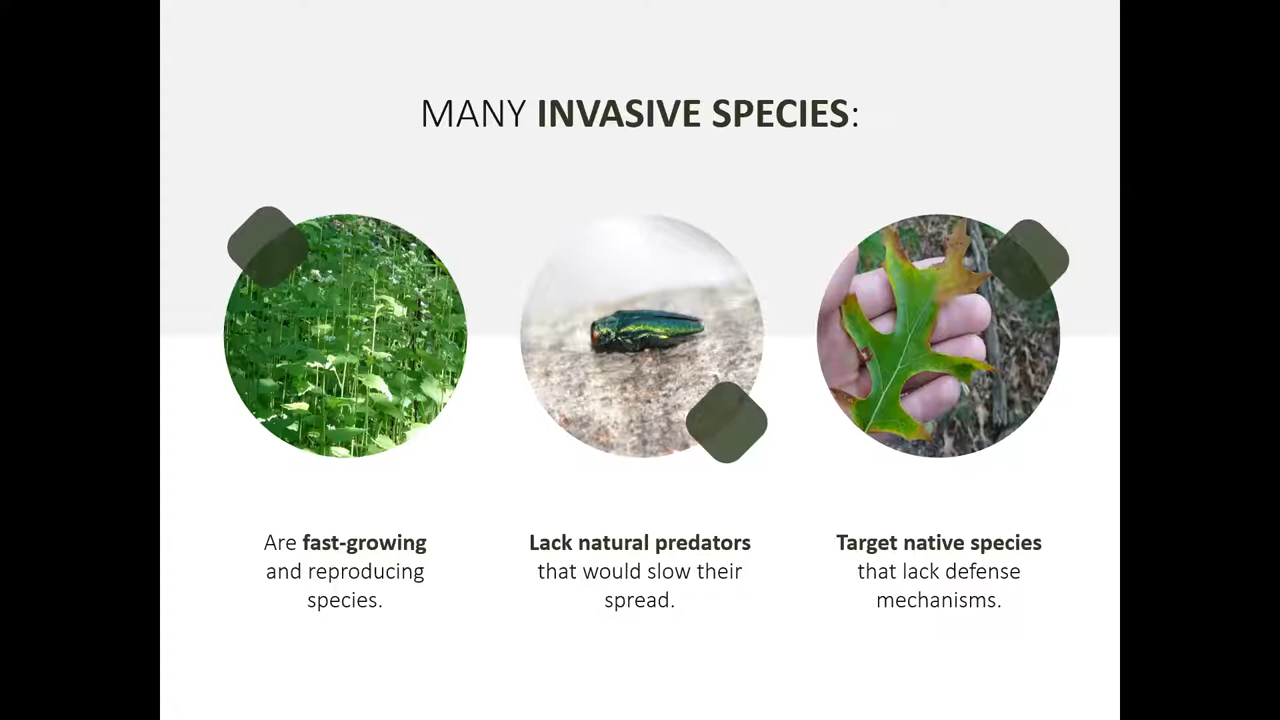 MANY INVASIVE SPECIES:
Are fast-growing
and reproducing
species.
Lack natural predators
that would slow their
spread.
Target native species
that lack defense
mechanisms.